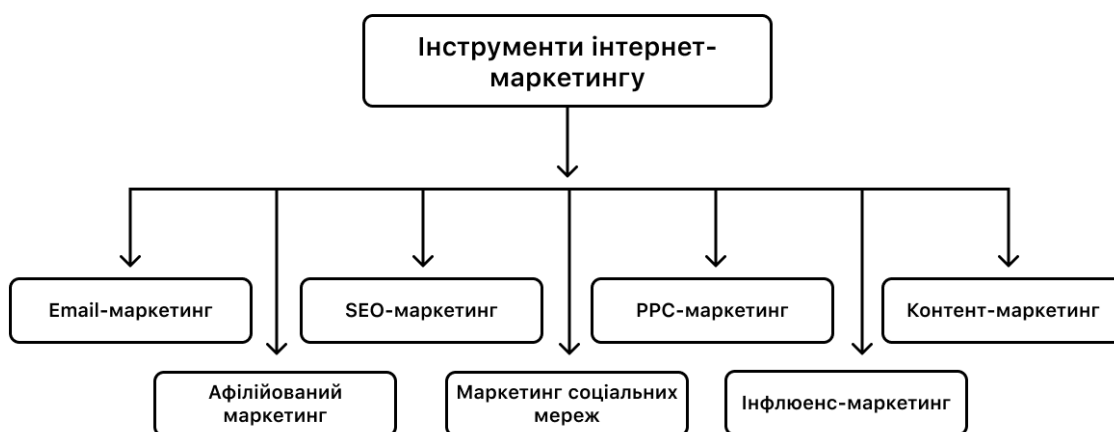 Інструменти інтернет-
маркетингу
Email-маркетинг
SEO-маркетинг
PPC-маркетинг
Контент-маркетинг
Афілійований
маркетинг
Маркетинг соціальних
мереж
Інфлюенс-маркетинг